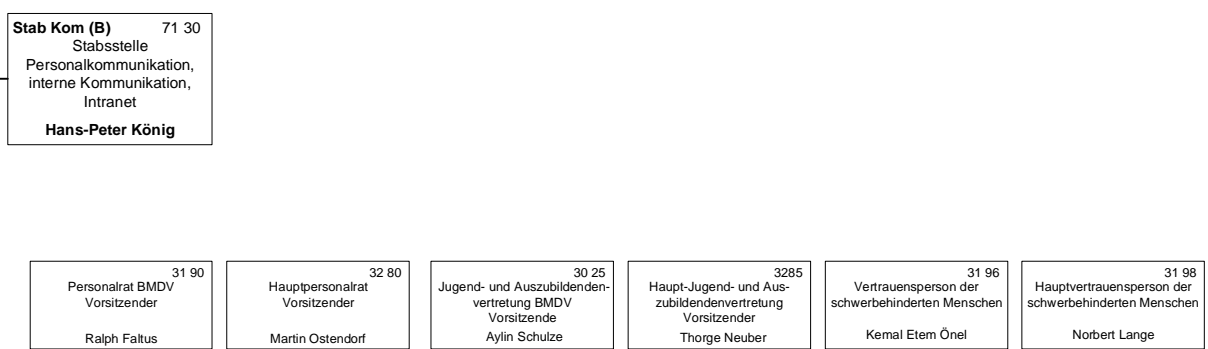 Stab Kom (B) 71 30
Stabsstelle
Personalkommunikation,
interne Kommunikation,
Intranet
Hans-Peter König
31 90
Personalrat BMDV
Vorsitzender
Ralph Faltus
32 80
Hauptpersonalrat
Vorsitzender
Martin Ostendorf
30 25
Jugend- und Auszubildenden-
vertretung BMDV
Vorsitzende
Aylin Schulze
3285
Haupt-Jugend- und Aus-
zubildendenvertretung
Vorsitzender
Thorge Neuber
31 96
Vertrauensperson der
schwerbehinderten Menschen
Kemal Etem Önel
31 98
Hauptvertrauensperson der
schwerbehinderten Menschen
Norbert Lange